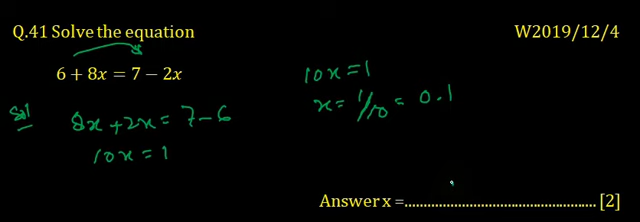 Q.41 Solve the equation W2019/12/4
6 + 8x = 7 − 2x
Sol
8x + 2x = 7 − 6
10x = 1
10x = 1
x = 1/10 = 0.1
Answer x =................................................ [2]